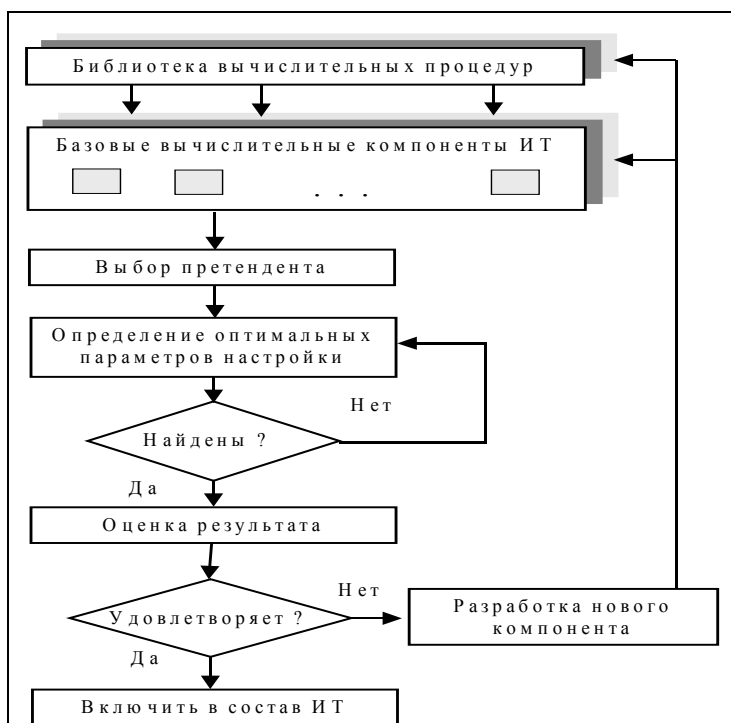 Библиотека вычислительных процедур
Базовые вычислительные компоненты ИТ
. . .
Выбор претендента
Определение оптимальных
параметров настройки
Нет
Найдены ?
Да
Оценка результата
Нет
Удовлетворяет ?
Разработка нового
компонента
Да
Включить в состав ИТ